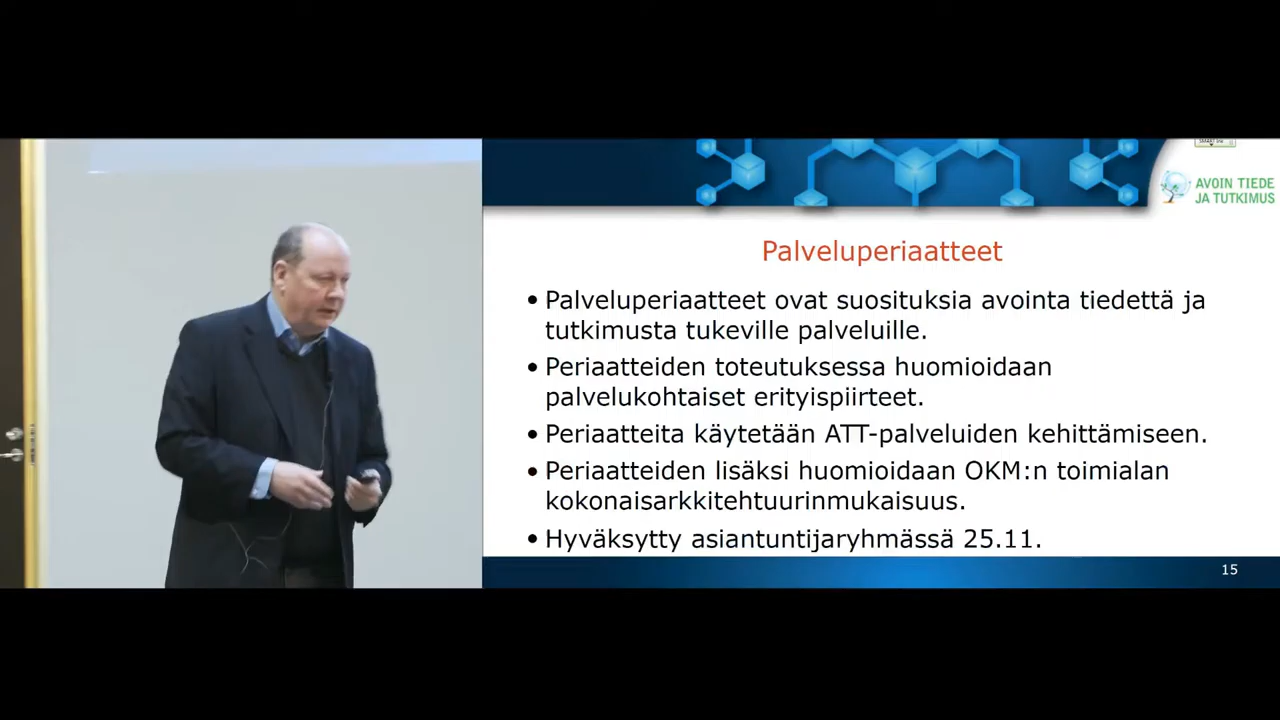 AVOIN TIEDE
JA TUTKIMUS
Palveluperiaatteet
• Palveluperiaatteet ovat suosituksia avointa tiedettä ja
tutkimusta tukeville palveluille.
• Periaatteiden toteutuksessa huomioidaan
palvelukohtaiset erityispiirteet.
• Periaatteita käytetään ATT-palveluiden kehittämiseen.
• Periaatteiden lisäksi huomioidaan OKM:n toimialan
kokonaisarkkitehtuurinmukaisuus.
• Hyväksytty asiantuntijaryhmässä 25.11.
15